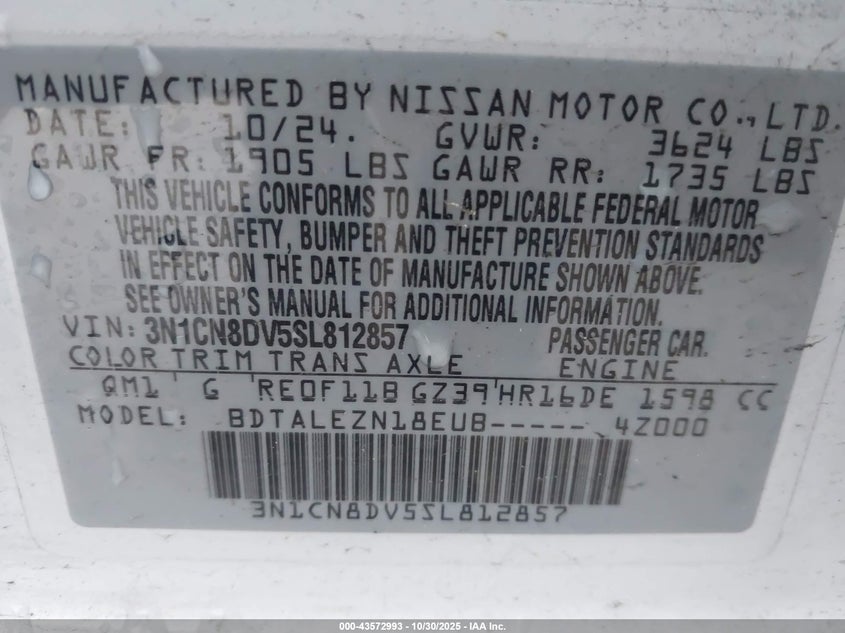 MANUFACTURED BY NISSAN MOTOR CO., LTD.
DATE: 10/24. GVWR: 3624 LBS
GAWR FR: 1905 LBS GAWR RR: 1735 LBS
THIS VEHICLE CONFORMS TO ALL APPLICABLE FEDERAL MOTOR
VEHICLE SAFETY, BUMPER AND THEFT PREVENTION STANDARDS
IN EFFECT ON THE DATE OF MANUFACTURE SHOWN ABOVE.
SEE OWNER'S MANUAL FOR ADDITIONAL INFORMATION.
VIN: 3N1CN8DV5SL812857 PASSENGER CAR.
COLOR TRIM TRANS AXLE ENGINE
QM1 G RE0F11B GZ39 HR16DE 1598 CC
MODEL: BDTALEZN18EUB----- 4Z000
3N1CN8DV5SL812857
000-43572993 - 10/30/2025 - IAA Inc.